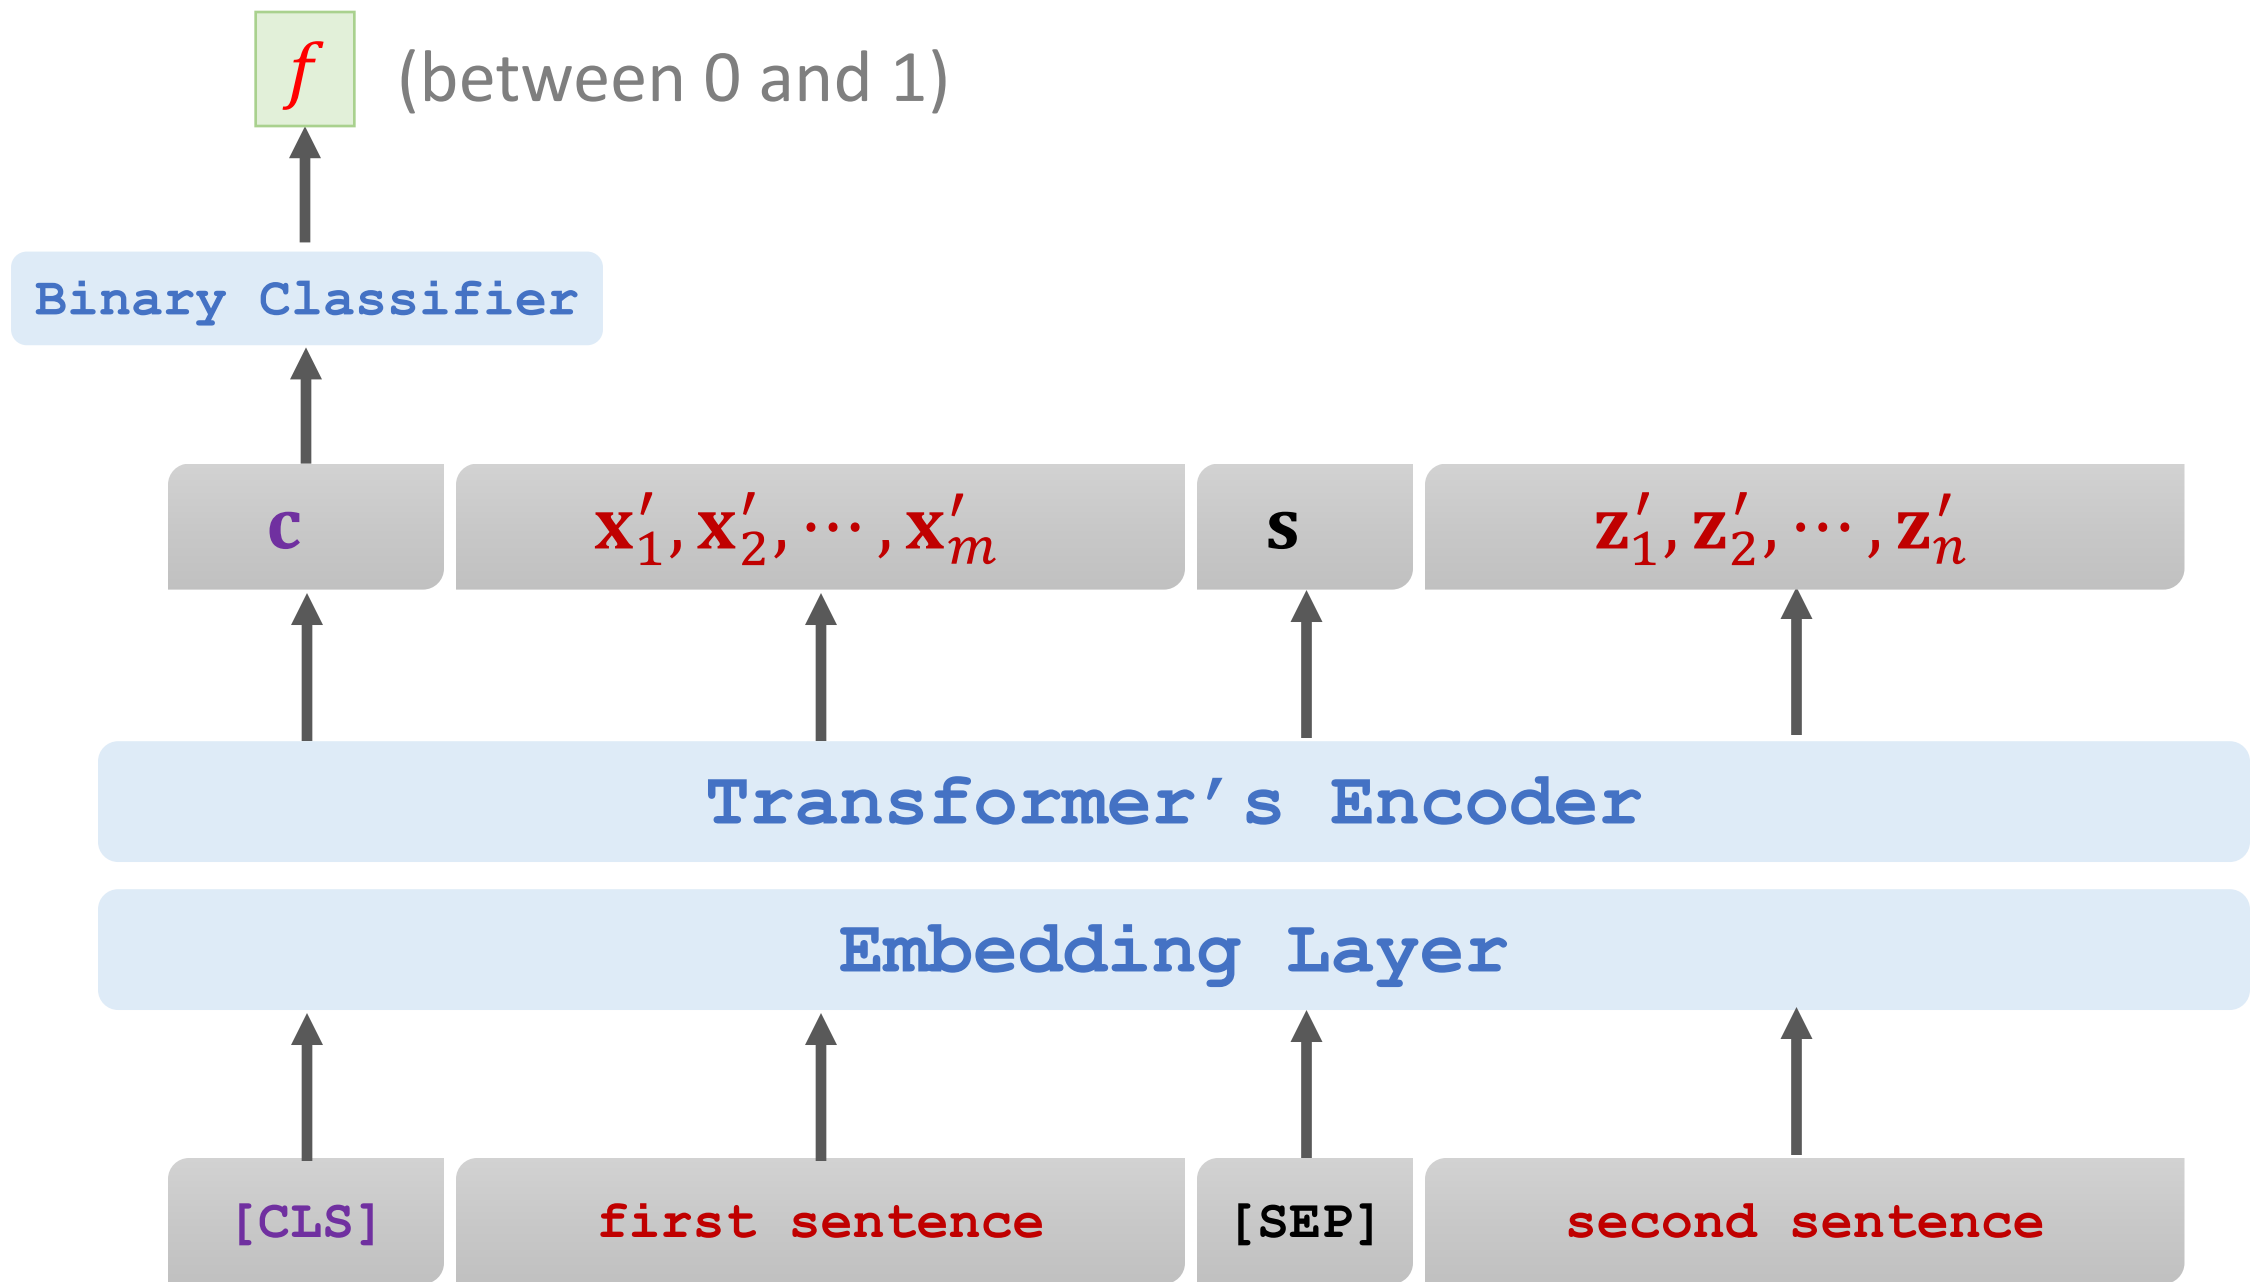 f (between 0 and 1)
Binary Classifier
c x′₁, x′₂, ⋯, x′ₘ s z′₁, z′₂, ⋯, z′ₙ
Transformer’s Encoder
Embedding Layer
[CLS] first sentence [SEP] second sentence